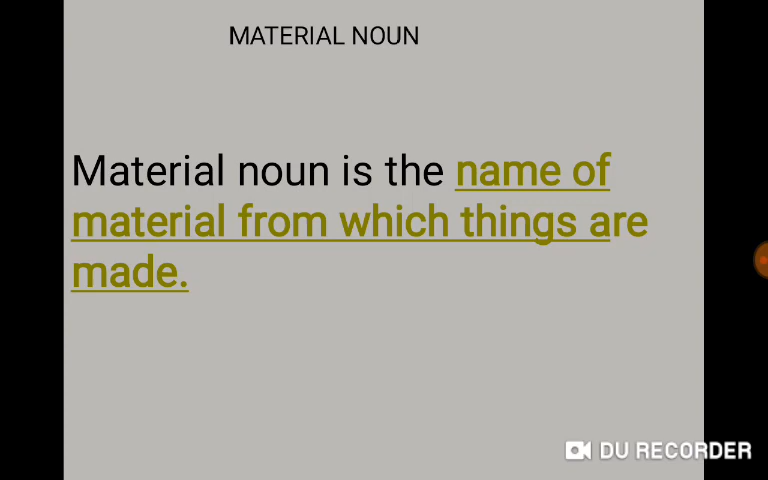 MATERIAL NOUN
Material noun is the name of
material from which things are
made.
DU RECORDER